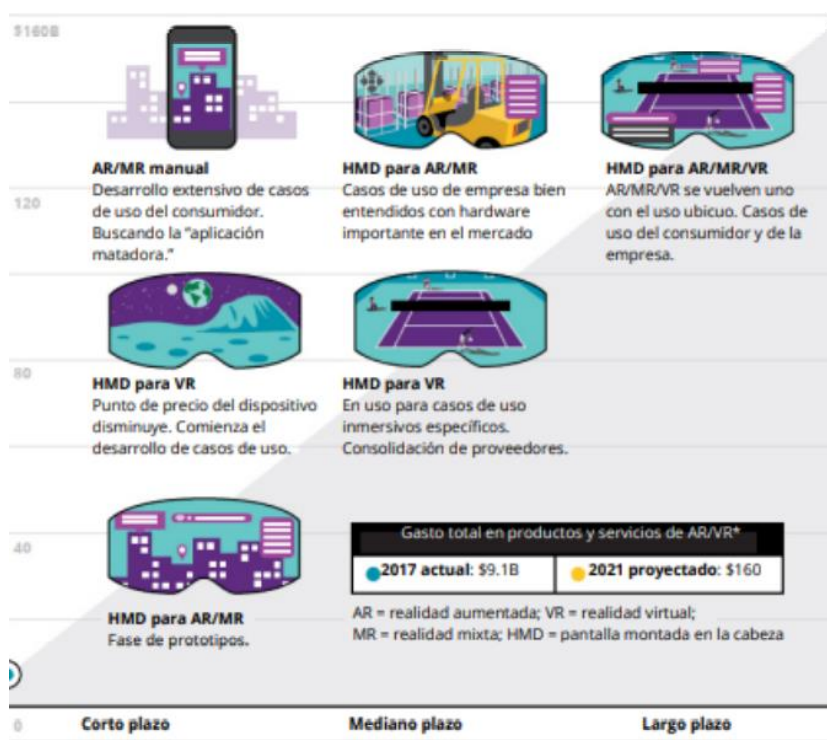 $160B
AR/MR manual
Desarrollo extensivo de casos
de uso del consumidor.
Buscando la "aplicación
matadora."
HMD para AR/MR
Casos de uso de empresa bien
entendidos con hardware
importante en el mercado
HMD para AR/MR/VR
AR/MR/VR se vuelven uno
con el uso ubicuo. Casos de
uso del consumidor y de la
empresa.
120
HMD para VR
Punto de precio del dispositivo
disminuye. Comienza el
desarrollo de casos de uso.
HMD para VR
En uso para casos de uso
inmersivos específicos.
Consolidación de proveedores.
80
HMD para AR/MR
Fase de prototipos.
40
Gasto total en productos y servicios de AR/VR*
2017 actual: $9.1B
2021 proyectado: $160
AR = realidad aumentada; VR = realidad virtual;
MR = realidad mixta; HMD = pantalla montada en la cabeza
0
Corto plazo
Mediano plazo
Largo plazo